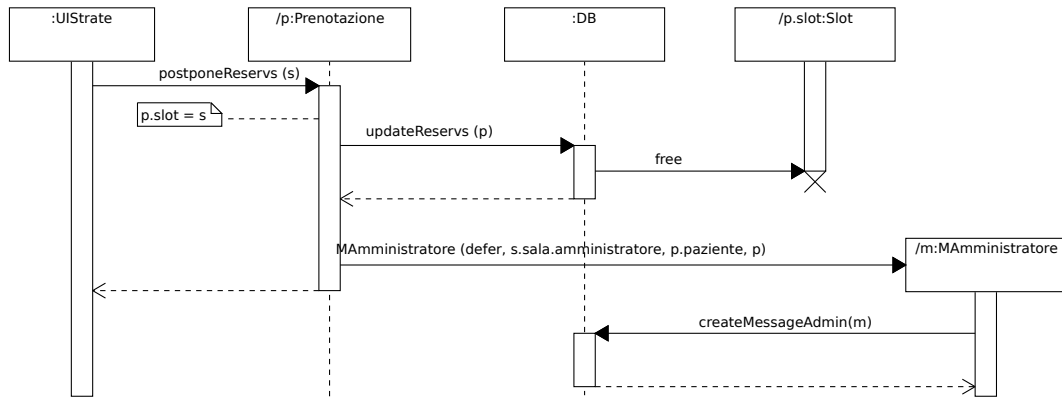 :UIStrate
/p:Prenotazione
:DB
/p.slot:Slot
postponeReservs (s)
p.slot = s
updateReservs (p)
free
MAmministratore (defer, s.sala.amministratore, p.paziente, p)
/m:MAmministratore
createMessageAdmin(m)